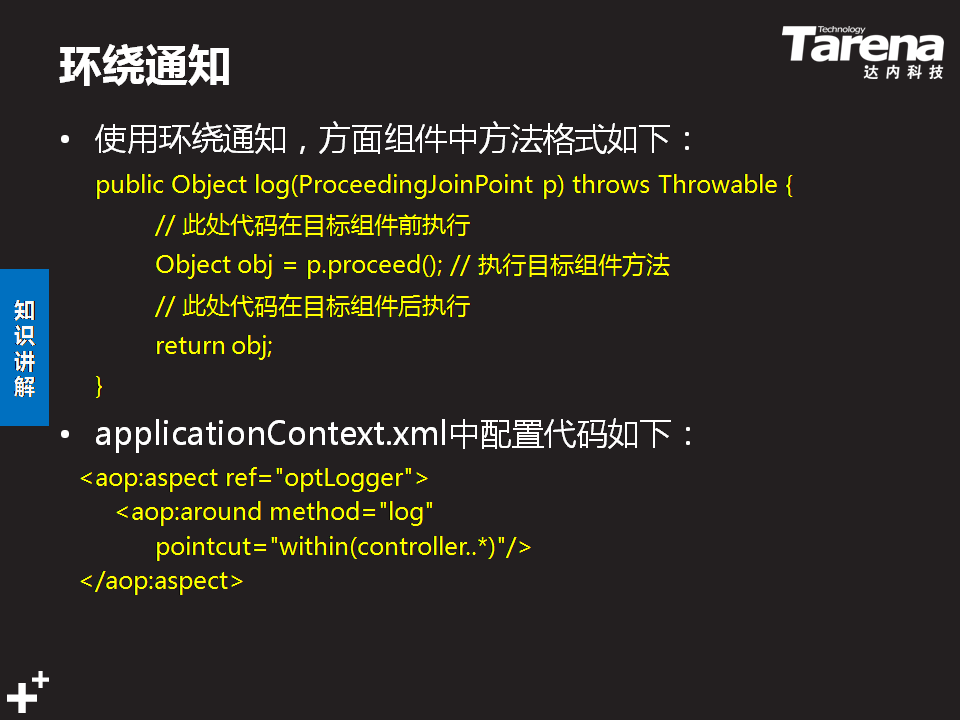 环绕通知
Technology
Tarena
达内科技
• 使用环绕通知，方面组件中方法格式如下：
public Object log(ProceedingJoinPoint p) throws Throwable {
// 此处代码在目标组件前执行
Object obj = p.proceed(); // 执行目标组件方法
// 此处代码在目标组件后执行
return obj;
}
知识讲解
• applicationContext.xml中配置代码如下：
<aop:aspect ref="optLogger">
<aop:around method="log"
pointcut="within(controller..*)"/>
</aop:aspect>